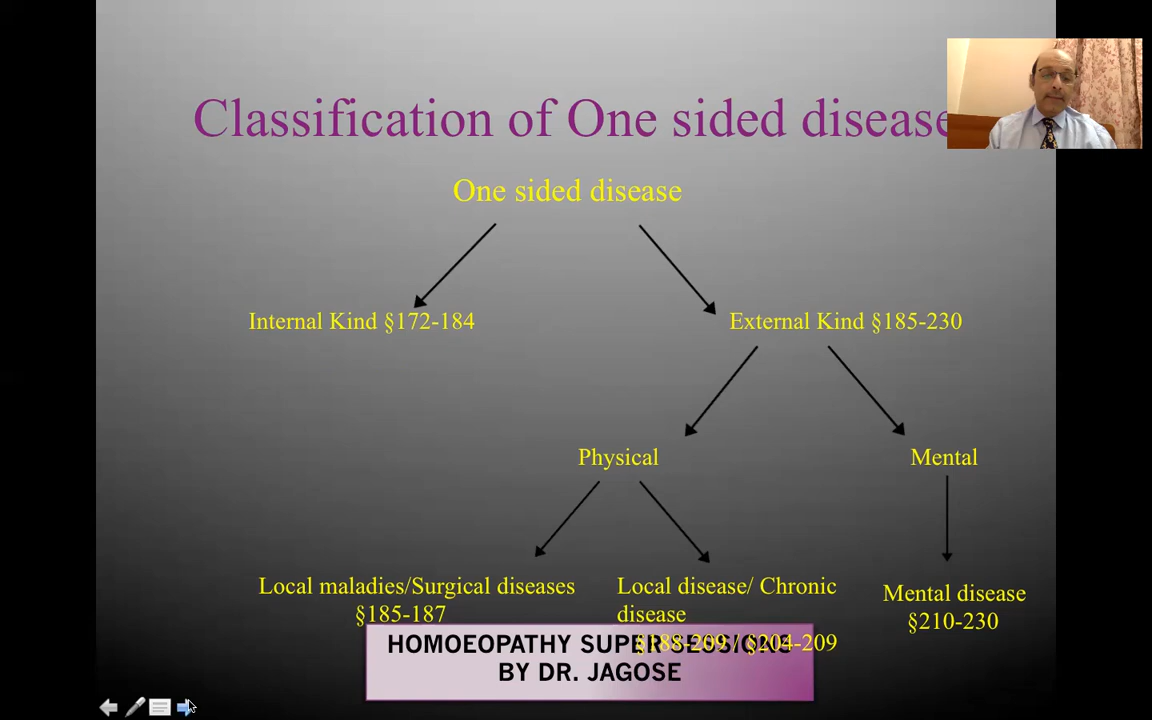 Classification of One sided disease
One sided disease
Internal Kind §172-184
External Kind §185-230
Physical
Mental
Local maladies/Surgical diseases
§185-187
Local disease/ Chronic
disease
§188-209 / §204-209
Mental disease
§210-230
HOMOEOPATHY SUPER SESSIONS
BY DR. JAGOSE